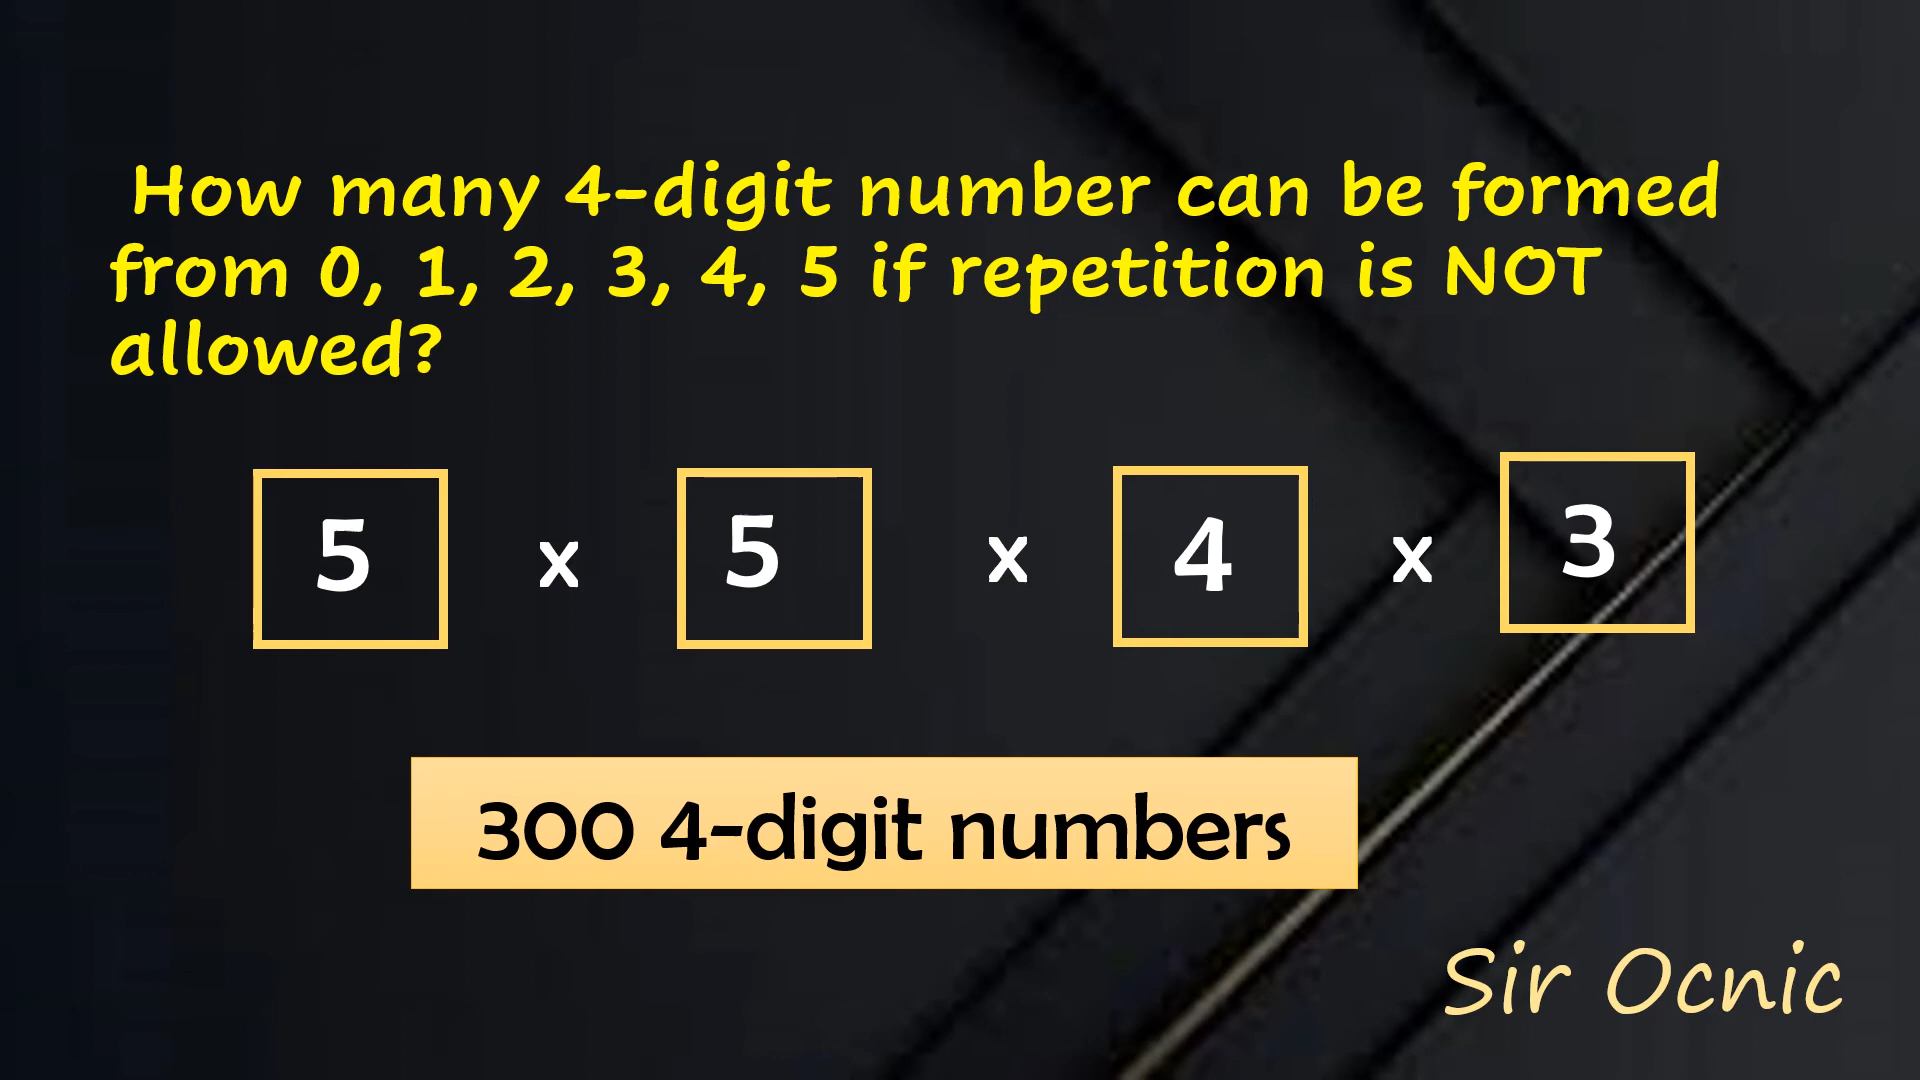 How many 4-digit number can be formed
from 0, 1, 2, 3, 4, 5 if repetition is NOT
allowed?
5 x 5 x 4 x 3
300 4-digit numbers
Sir Ocnic